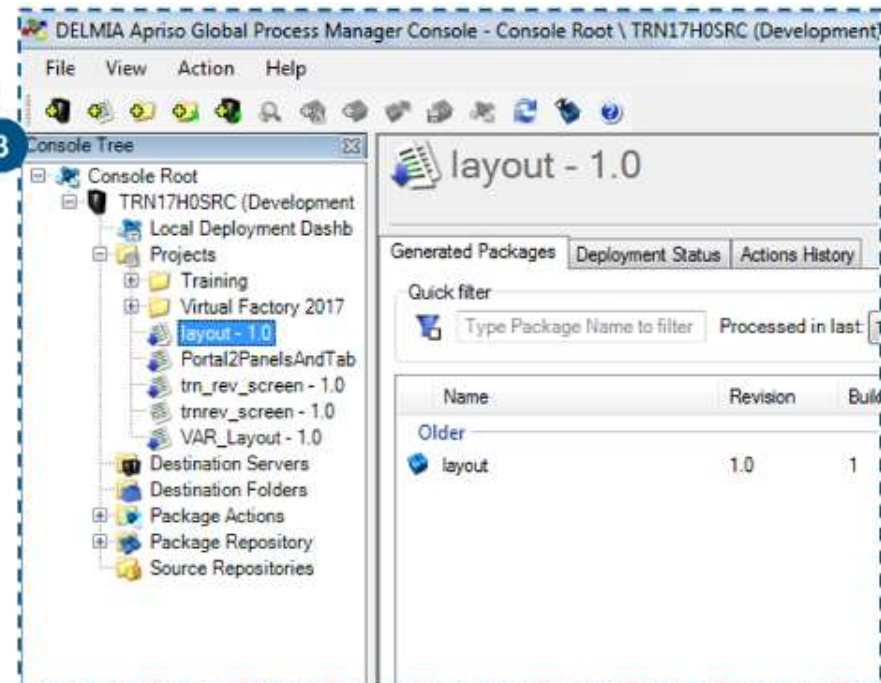 DELMIA Apriso Global Process Manager Console - Console Root \ TRN17H0SRC (Development)
File View Action Help
3
Console Tree
Console Root
TRN17H0SRC (Development
Local Deployment Dashb
Projects
Training
Virtual Factory 2017
layout - 1.0
Portal2PanelsAndTab
trn_rev_screen - 1.0
trnrev_screen - 1.0
VAR_Layout - 1.0
Destination Servers
Destination Folders
Package Actions
Package Repository
Source Repositories
layout - 1.0
Generated Packages Deployment Status Actions History
Quick filter
Type Package Name to filter Processed in last:
Name Revision Build
Older
layout 1.0 1